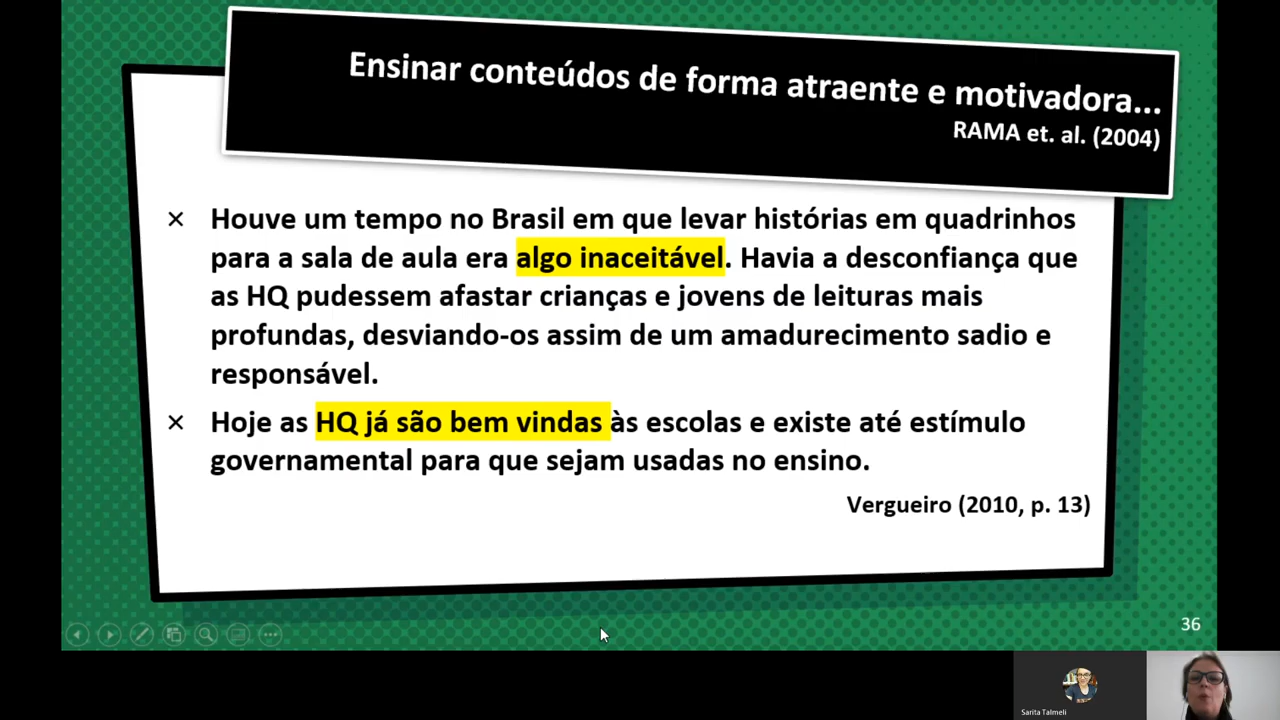 Ensinar conteúdos de forma atraente e motivadora...
RAMA et. al. (2004)
× Houve um tempo no Brasil em que levar histórias em quadrinhos
para a sala de aula era algo inaceitável. Havia a desconfiança que
as HQ pudessem afastar crianças e jovens de leituras mais
profundas, desviando-os assim de um amadurecimento sadio e
responsável.
× Hoje as HQ já são bem vindas às escolas e existe até estímulo
governamental para que sejam usadas no ensino.
Vergueiro (2010, p. 13)
36
Sarita Talmeli